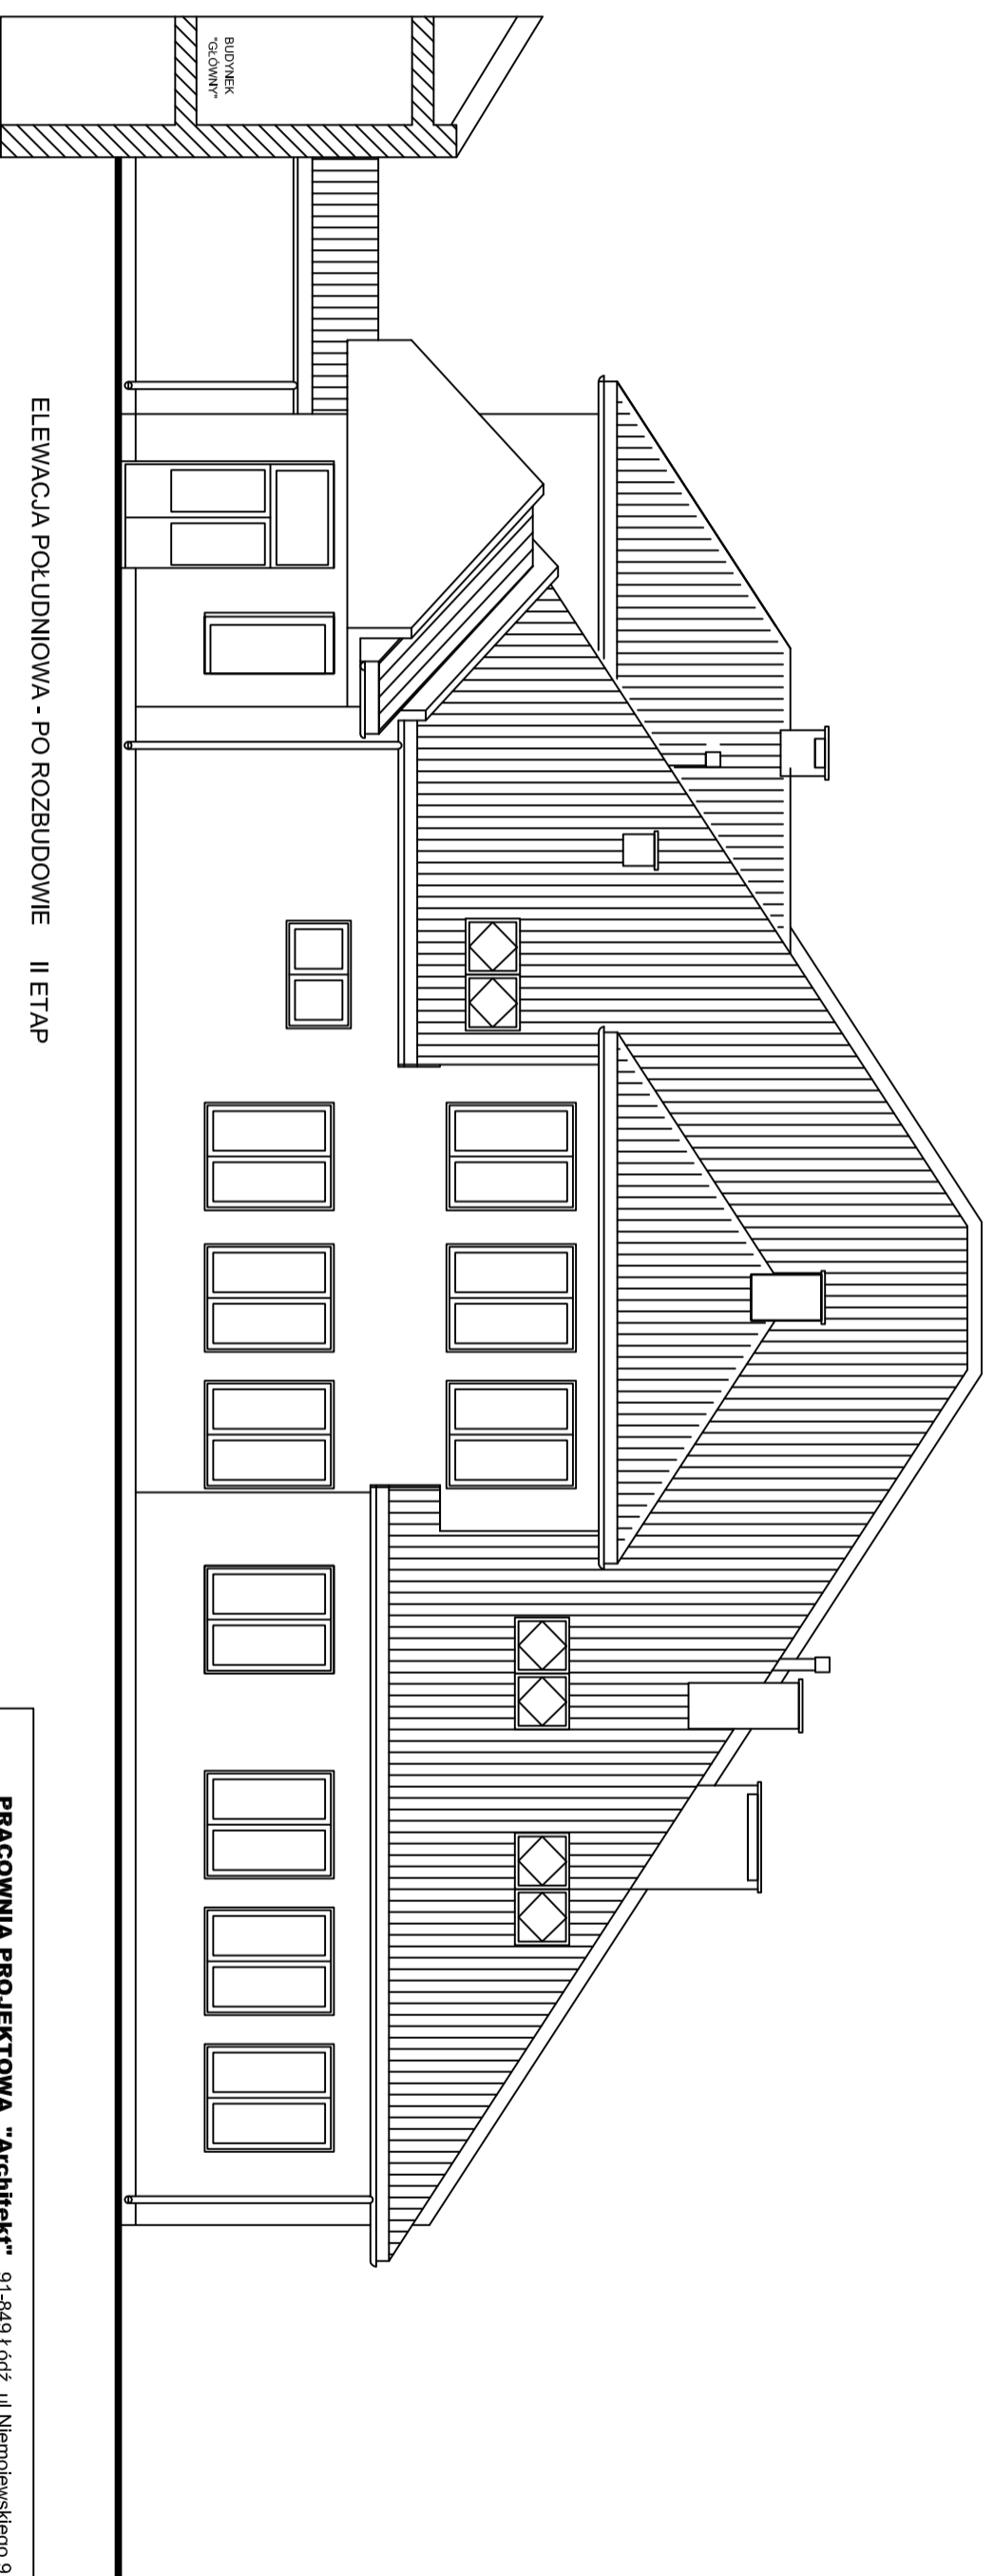 BUDYNEK
"GŁÓWNY"
ELEWACJA POŁUDNIOWA - PO ROZBUDOWIE II ETAP
PRACOWNIA PROJEKTOWA "Architekt" 91-849 Łódź ul Niemojewskiego 9